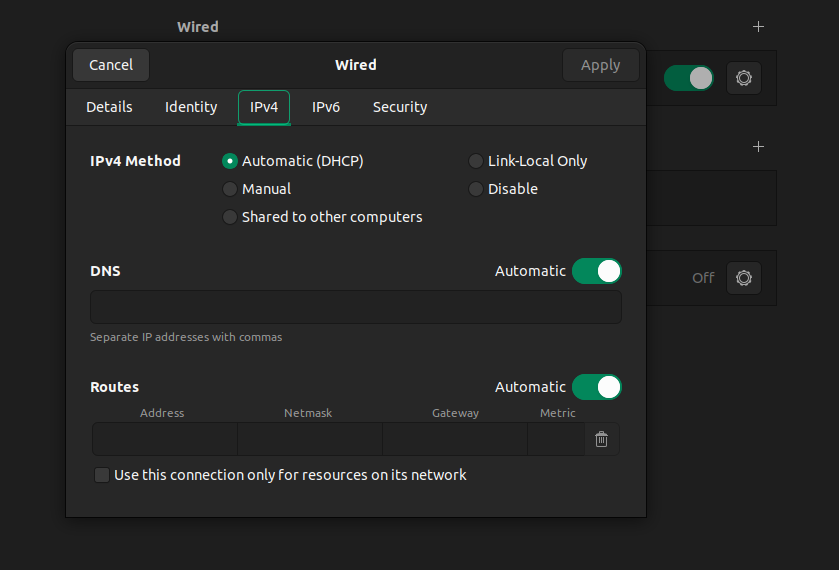 Wired
Cancel Wired Apply
Details Identity IPv4 IPv6 Security
IPv4 Method Automatic (DHCP) Link-Local Only
Manual Disable
Shared to other computers
DNS Automatic
Separate IP addresses with commas
Off
Routes Automatic
Address Netmask Gateway Metric
Use this connection only for resources on its network